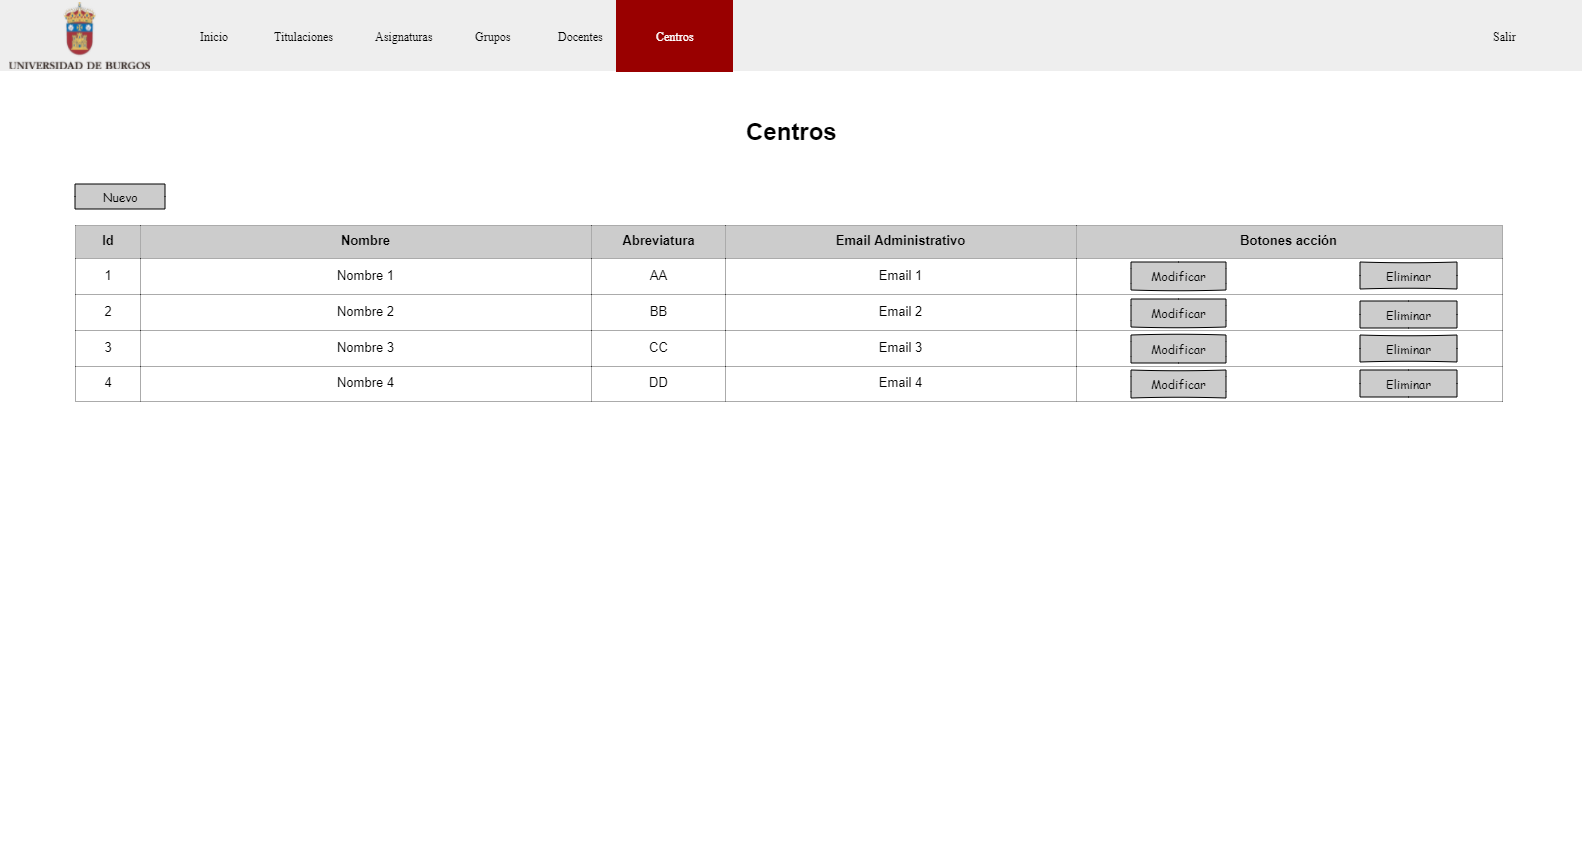 UNIVERSIDAD DE BURGOS
Inicio Titulaciones Asignaturas Grupos Docentes Centros Salir
Centros
Nuevo
Id Nombre Abreviatura Email Administrativo Botones acción
1 Nombre 1 AA Email 1 Modificar Eliminar
2 Nombre 2 BB Email 2 Modificar Eliminar
3 Nombre 3 CC Email 3 Modificar Eliminar
4 Nombre 4 DD Email 4 Modificar Eliminar